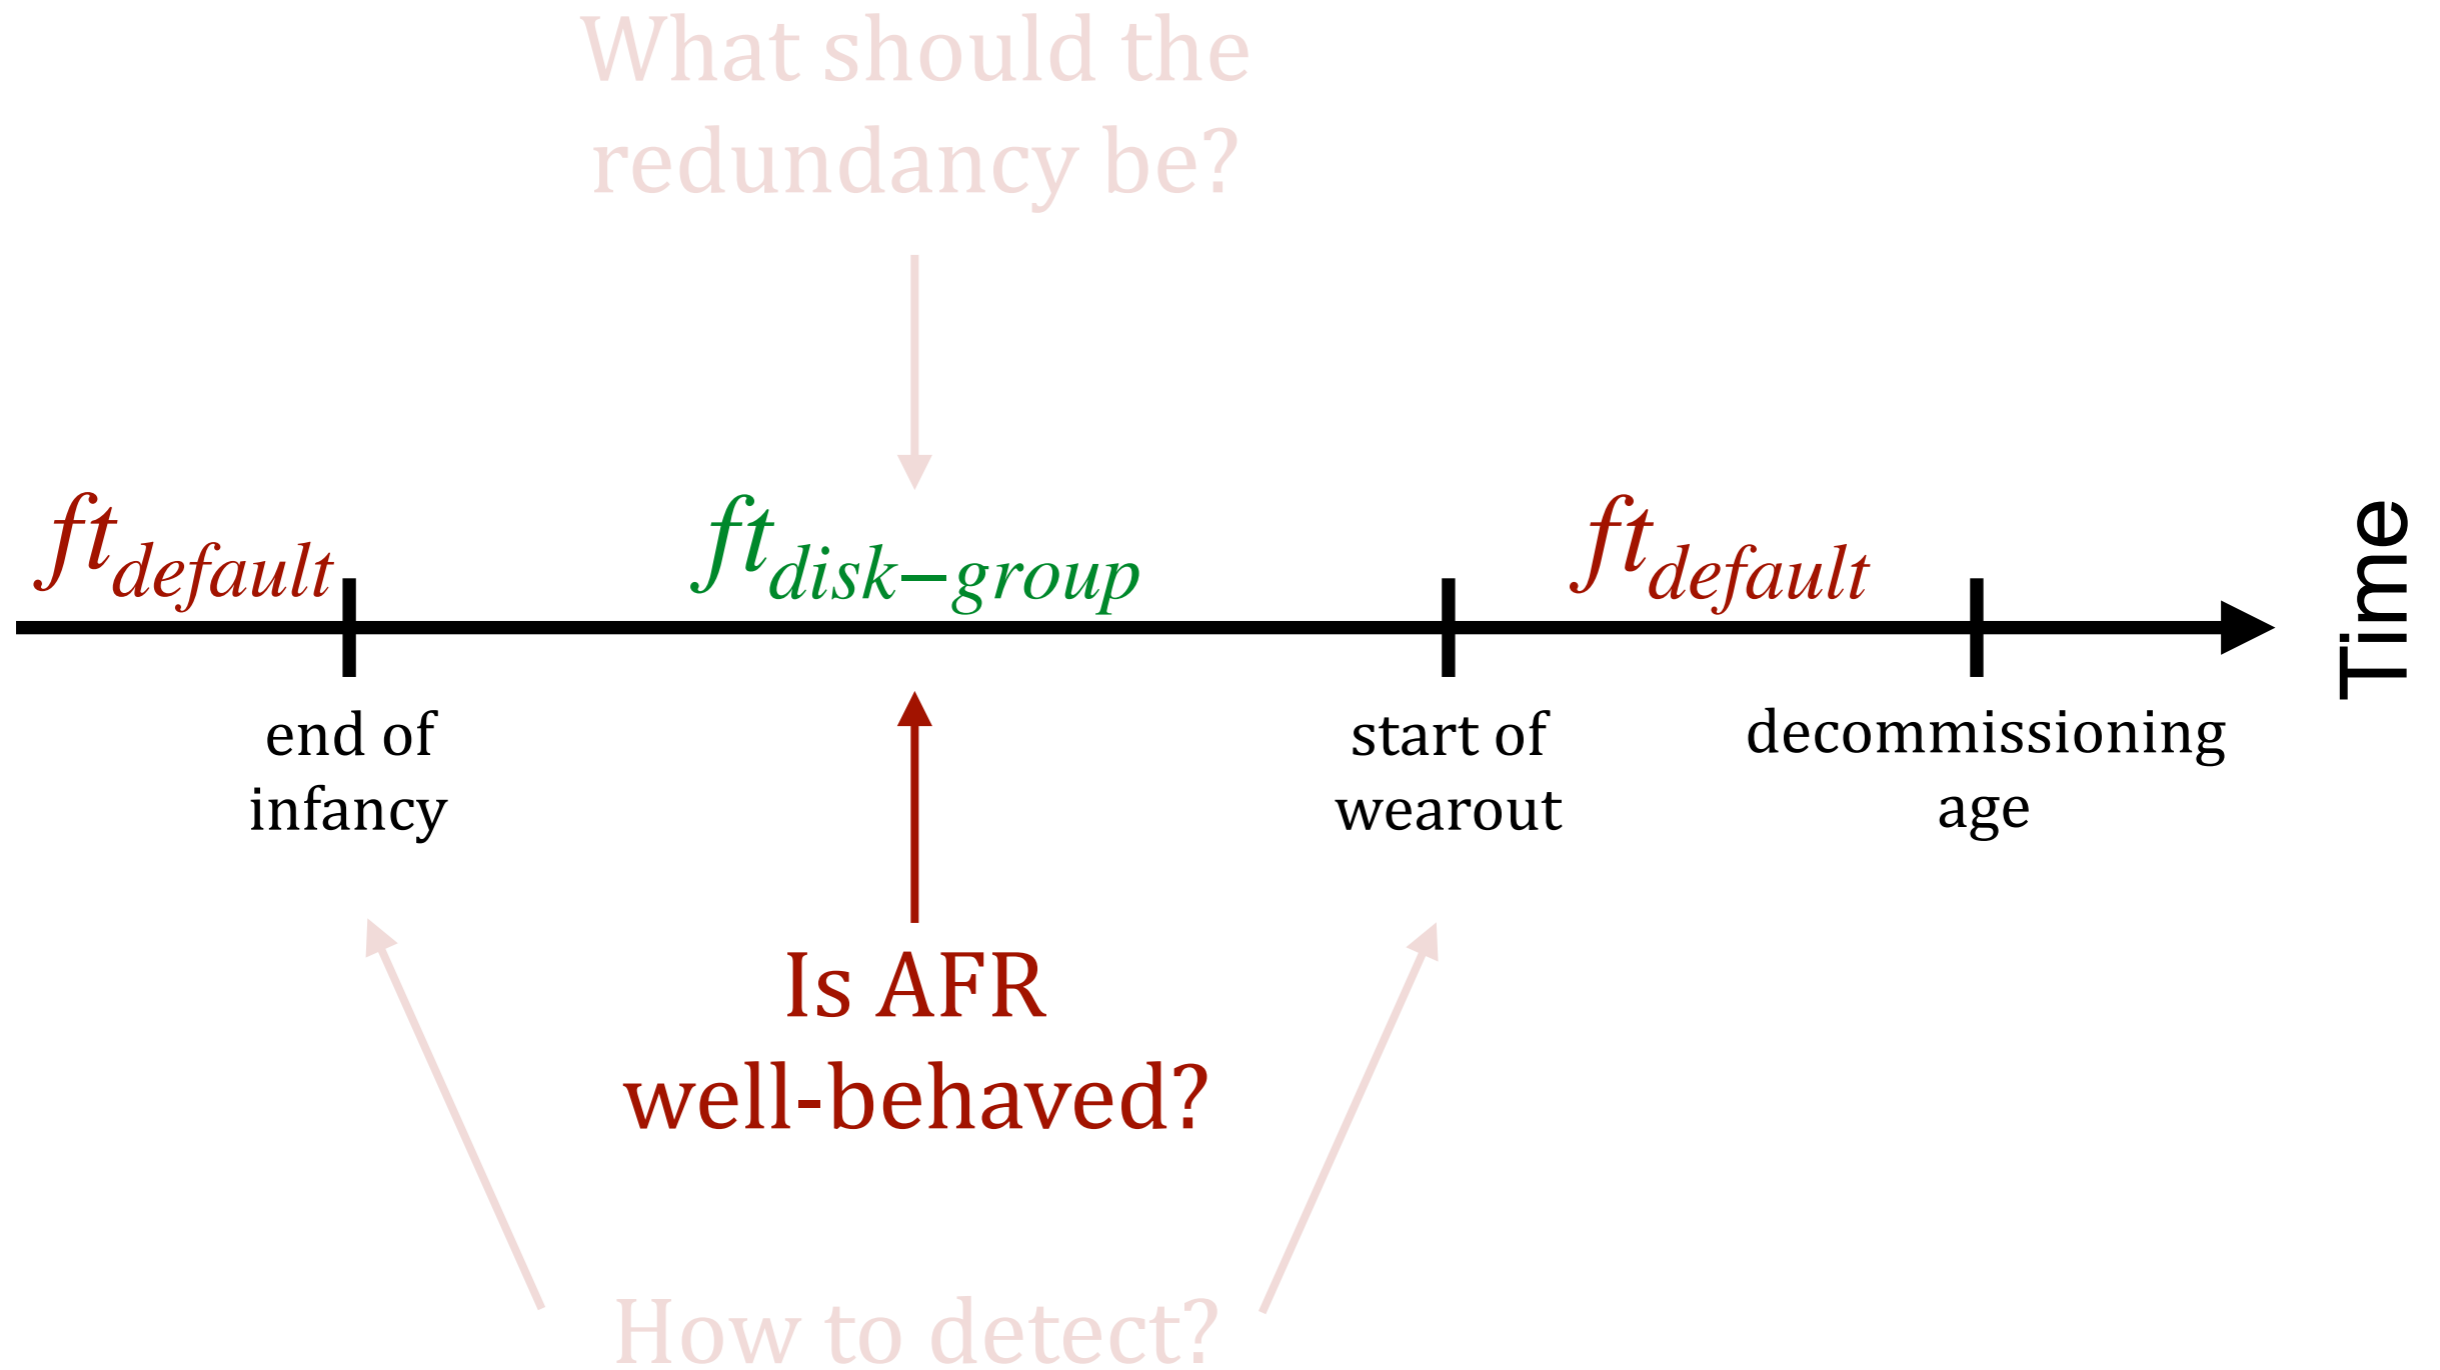 What should the
redundancy be?
ft_default
ft_disk–group
ft_default
Time
end of
infancy
start of
wearout
decommissioning
age
Is AFR
well-behaved?
How to detect?